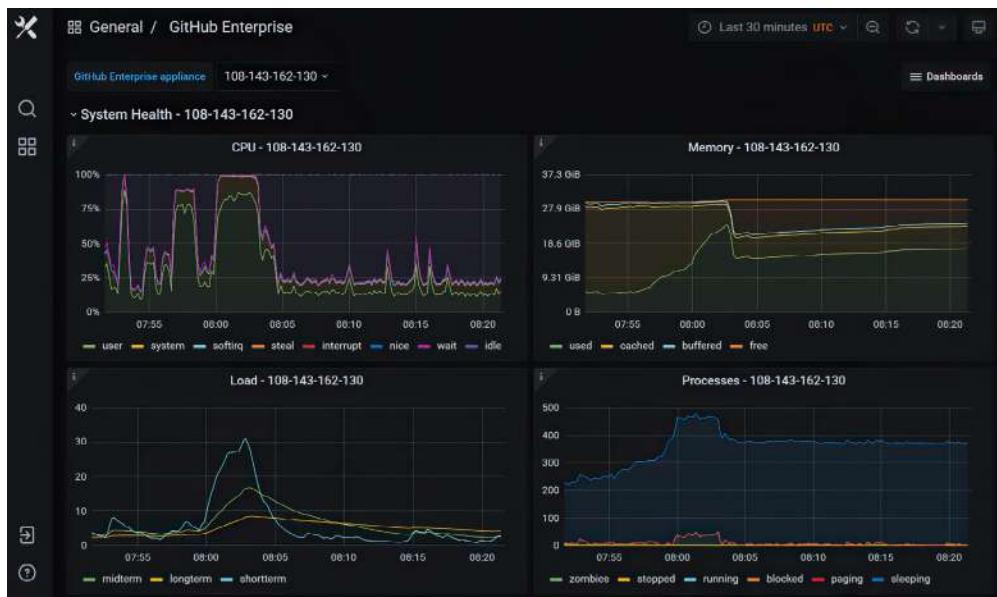 General / GitHub Enterprise
Last 30 minutes UTC
GitHub Enterprise appliance 108-143-162-130
Dashboards
System Health - 108-143-162-130
CPU - 108-143-162-130
100%
75%
50%
25%
0%
07:55 08:00 08:05 08:10 08:15 08:20
user system softirq steal interrupt nice wait idle
Memory - 108-143-162-130
37.3 GiB
27.9 GiB
18.6 GiB
9.31 GiB
0 B
07:55 08:00 08:05 08:10 08:15 08:20
used cached buffered free
Load - 108-143-162-130
40
30
20
10
0
07:55 08:00 08:05 08:10 08:15 08:20
midterm longterm shortterm
Processes - 108-143-162-130
500
400
300
200
100
0
07:55 08:00 08:05 08:10 08:15 08:20
zombies stopped running blocked paging sleeping